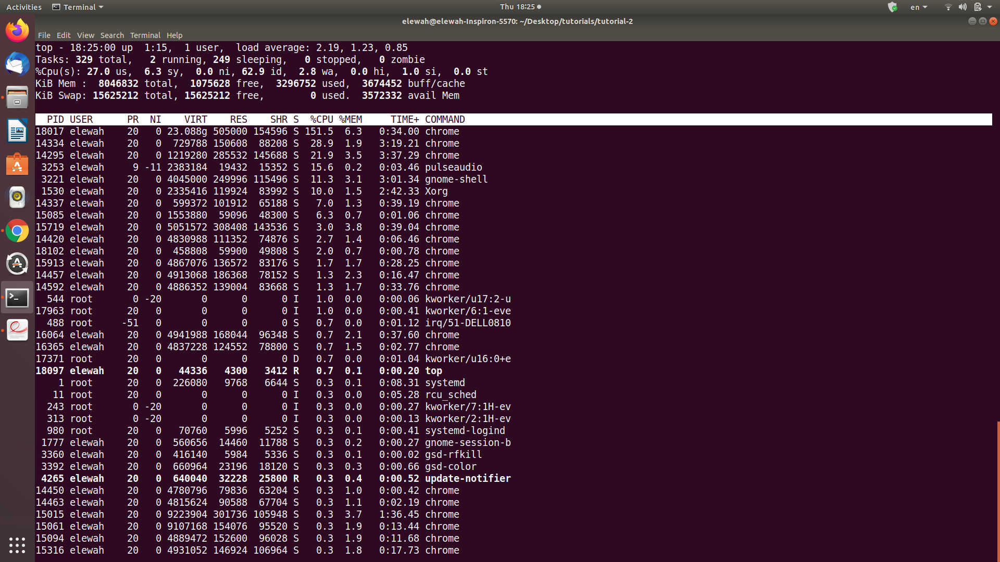 Activities Terminal Thu 18:25 en
elewah@elewah-Inspiron-5570: ~/Desktop/tutorials/tutorial-2
File Edit View Search Terminal Help
top - 18:25:00 up  1:15,  1 user,  load average: 2.19, 1.23, 0.85
Tasks: 329 total,   2 running, 249 sleeping,   0 stopped,   0 zombie
%Cpu(s): 27.0 us,  6.3 sy,  0.0 ni, 62.9 id,  2.8 wa,  0.0 hi,  1.0 si,  0.0 st
KiB Mem :  8046832 total,  1075628 free,  3296752 used,  3674452 buff/cache
KiB Swap: 15625212 total, 15625212 free,        0 used.  3572332 avail Mem
  PID USER      PR  NI    VIRT    RES    SHR S  %CPU %MEM     TIME+ COMMAND
18017 elewah    20   0 23.088g 505000 154596 S 151.5  6.3   0:34.00 chrome
14334 elewah    20   0  729788 150608  88208 S  28.9  1.9   3:19.21 chrome
14295 elewah    20   0 1219280 285532 145688 S  21.9  3.5   3:37.29 chrome
 3253 elewah     9 -11 2383184  19432  15352 S  15.6  0.2   0:03.46 pulseaudio
 3221 elewah    20   0 4045000 249996 115496 S  11.3  3.1   3:01.34 gnome-shell
 1530 elewah    20   0 2335416 119924  83992 S  10.0  1.5   2:42.33 Xorg
14337 elewah    20   0  599372 101912  65188 S   7.0  1.3   0:39.19 chrome
15085 elewah    20   0 1553880  59096  48300 S   6.3  0.7   0:01.06 chrome
15719 elewah    20   0 5051572 308408 143536 S   3.0  3.8   0:39.04 chrome
14420 elewah    20   0 4830988 111352  74876 S   2.7  1.4   0:06.46 chrome
18102 elewah    20   0  458808  59900  49808 S   2.0  0.7   0:00.78 chrome
15913 elewah    20   0 4867076 136572  83176 S   1.7  1.7   0:28.25 chrome
14457 elewah    20   0 4913068 186368  78152 S   1.3  2.3   0:16.47 chrome
14592 elewah    20   0 4886352 139004  83668 S   1.3  1.7   0:33.76 chrome
  544 root       0 -20       0      0      0 I   1.0  0.0   0:00.06 kworker/u17:2-u
17963 root      20   0       0      0      0 I   1.0  0.0   0:00.41 kworker/6:1-eve
  488 root     -51   0       0      0      0 S   0.7  0.0   0:01.12 irq/51-DELL0810
16064 elewah    20   0 4941988 168044  96348 S   0.7  2.1   0:37.60 chrome
16365 elewah    20   0 4837228 124552  78800 S   0.7  1.5   0:02.77 chrome
17371 root      20   0       0      0      0 D   0.7  0.0   0:01.04 kworker/u16:0+e
18097 elewah    20   0   44336   4300   3412 R   0.7  0.1   0:00.20 top
    1 root      20   0  226080   9768   6644 S   0.3  0.1   0:08.31 systemd
   11 root      20   0       0      0      0 I   0.3  0.0   0:05.28 rcu_sched
  243 root       0 -20       0      0      0 I   0.3  0.0   0:00.27 kworker/7:1H-ev
  313 root       0 -20       0      0      0 I   0.3  0.0   0:00.13 kworker/2:1H-ev
  980 root      20   0   70760   5996   5252 S   0.3  0.1   0:00.41 systemd-logind
 1777 elewah    20   0  560656  14460  11788 S   0.3  0.2   0:00.27 gnome-session-b
 3360 elewah    20   0  416140   5984   5336 S   0.3  0.1   0:00.02 gsd-rfkill
 3392 elewah    20   0  660964  23196  18120 S   0.3  0.3   0:00.66 gsd-color
 4265 elewah    20   0  640040  32228  25800 R   0.3  0.4   0:00.52 update-notifier
14450 elewah    20   0 4780796  79836  63204 S   0.3  1.0   0:00.42 chrome
14463 elewah    20   0 4815624  90588  67704 S   0.3  1.1   0:02.19 chrome
15015 elewah    20   0 9223904 301736 105948 S   0.3  3.7   1:36.45 chrome
15061 elewah    20   0 9107168 154076  95520 S   0.3  1.9   0:13.44 chrome
15094 elewah    20   0 4889472 152600  96028 S   0.3  1.9   0:11.68 chrome
15316 elewah    20   0 4931052 146924 106964 S   0.3  1.8   0:17.73 chrome